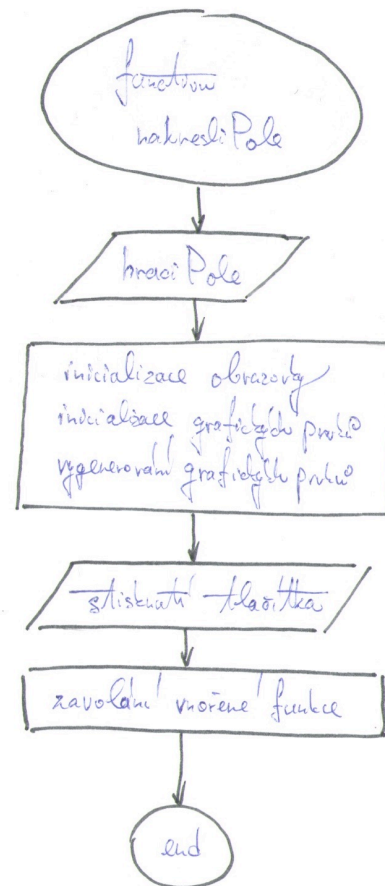 function
nakresliPole
hraciPole
inicializace obrazovky
inicializace grafických prvků
vygenerování grafických prvků
stisknutí tlačítka
zavolání vnořené funkce
end